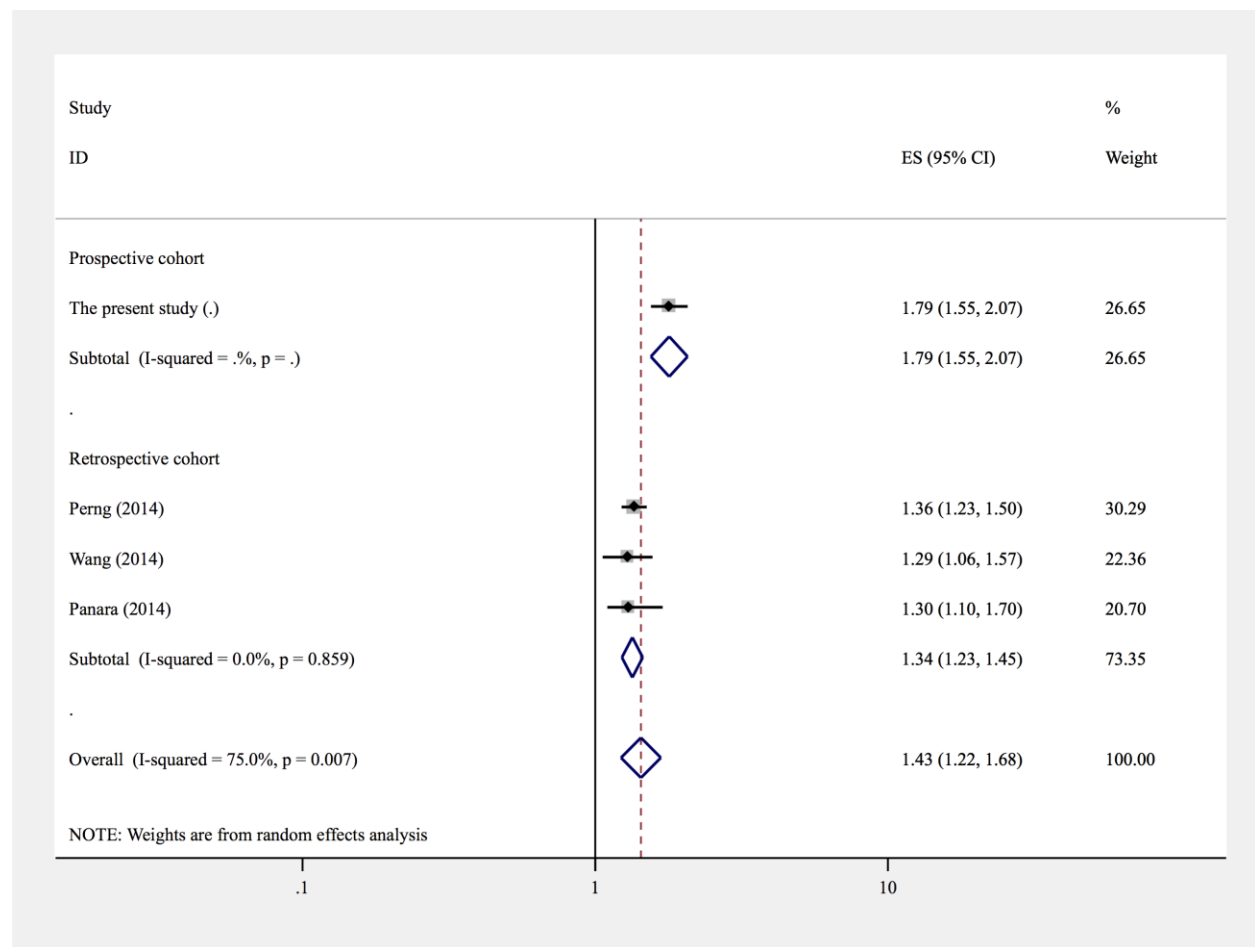 Study %
ID ES (95% CI) Weight
Prospective cohort
The present study (.) 1.79 (1.55, 2.07) 26.65
Subtotal (I-squared = .%, p = .) 1.79 (1.55, 2.07) 26.65
.
Retrospective cohort
Perng (2014) 1.36 (1.23, 1.50) 30.29
Wang (2014) 1.29 (1.06, 1.57) 22.36
Panara (2014) 1.30 (1.10, 1.70) 20.70
Subtotal (I-squared = 0.0%, p = 0.859) 1.34 (1.23, 1.45) 73.35
.
Overall (I-squared = 75.0%, p = 0.007) 1.43 (1.22, 1.68) 100.00
NOTE: Weights are from random effects analysis
.1 1 10